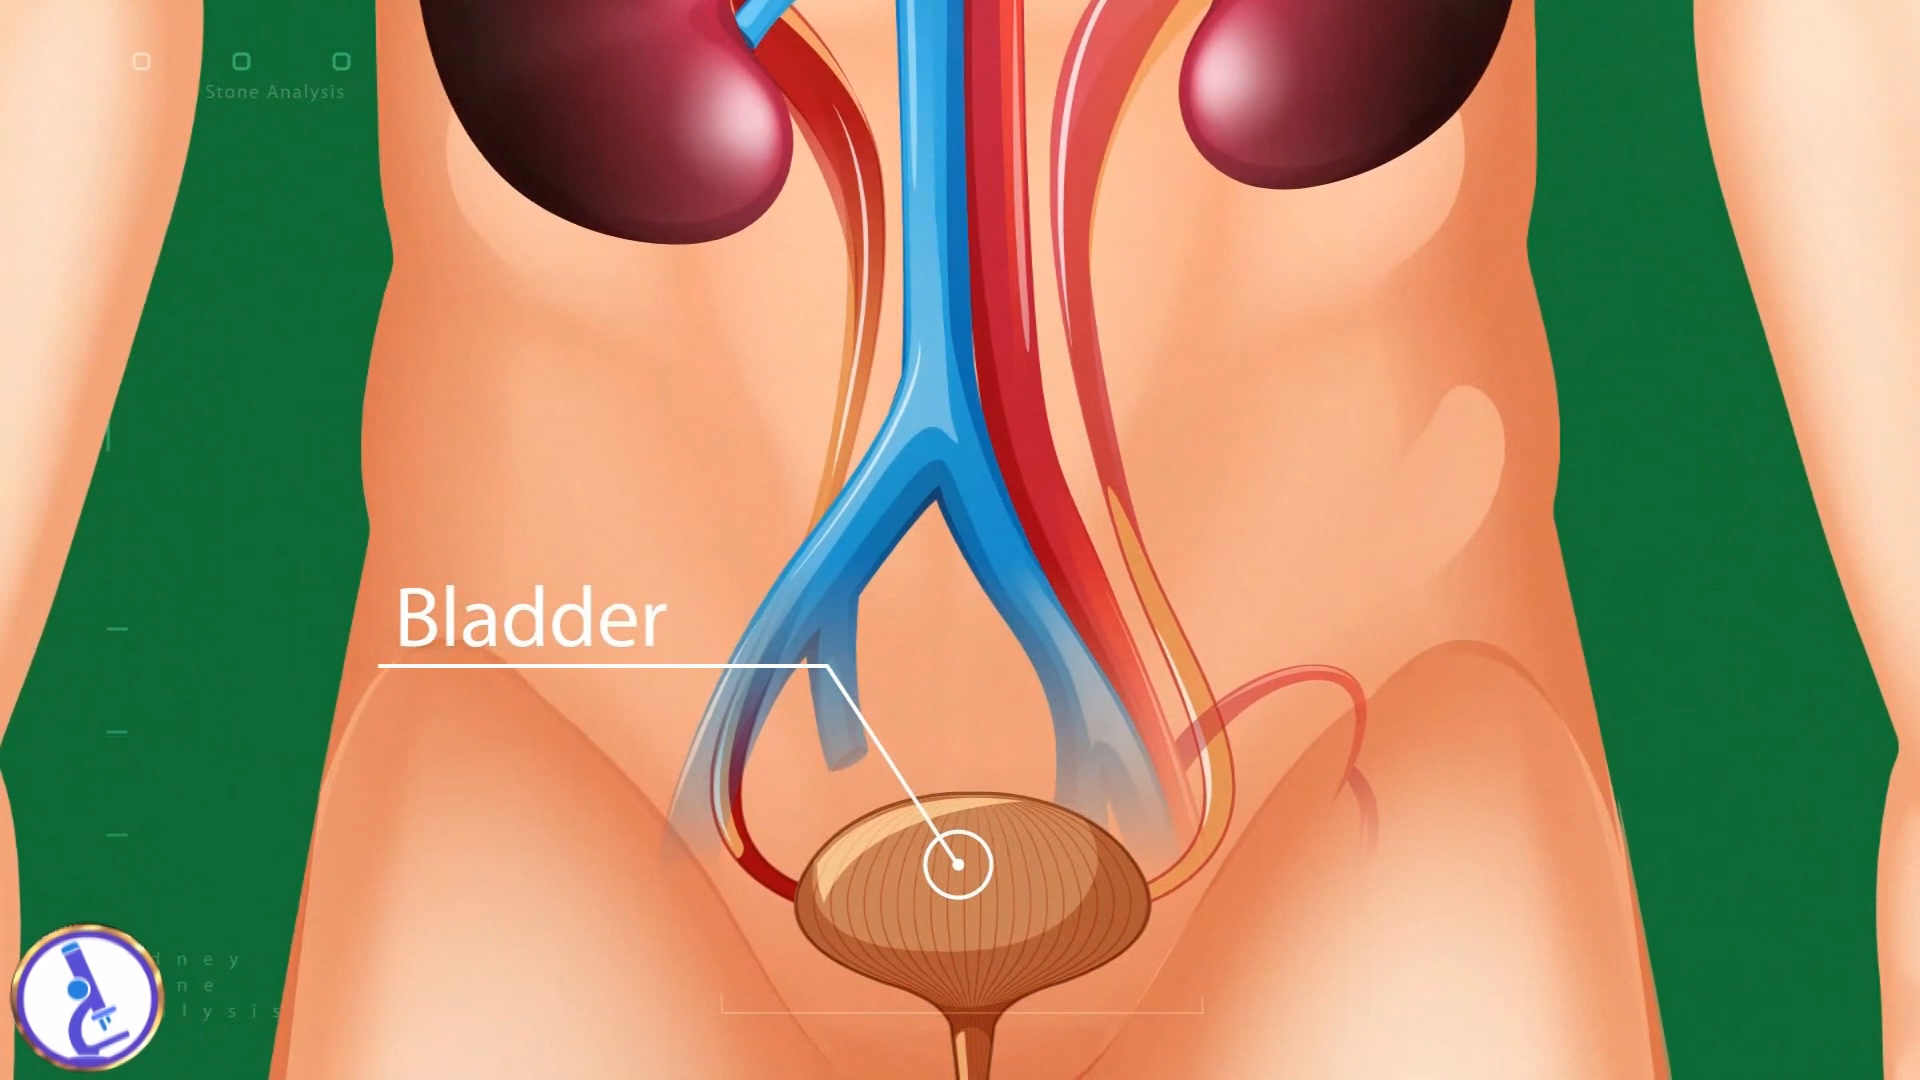 Stone Analysis
Bladder
d n e y
n e
l y s i s